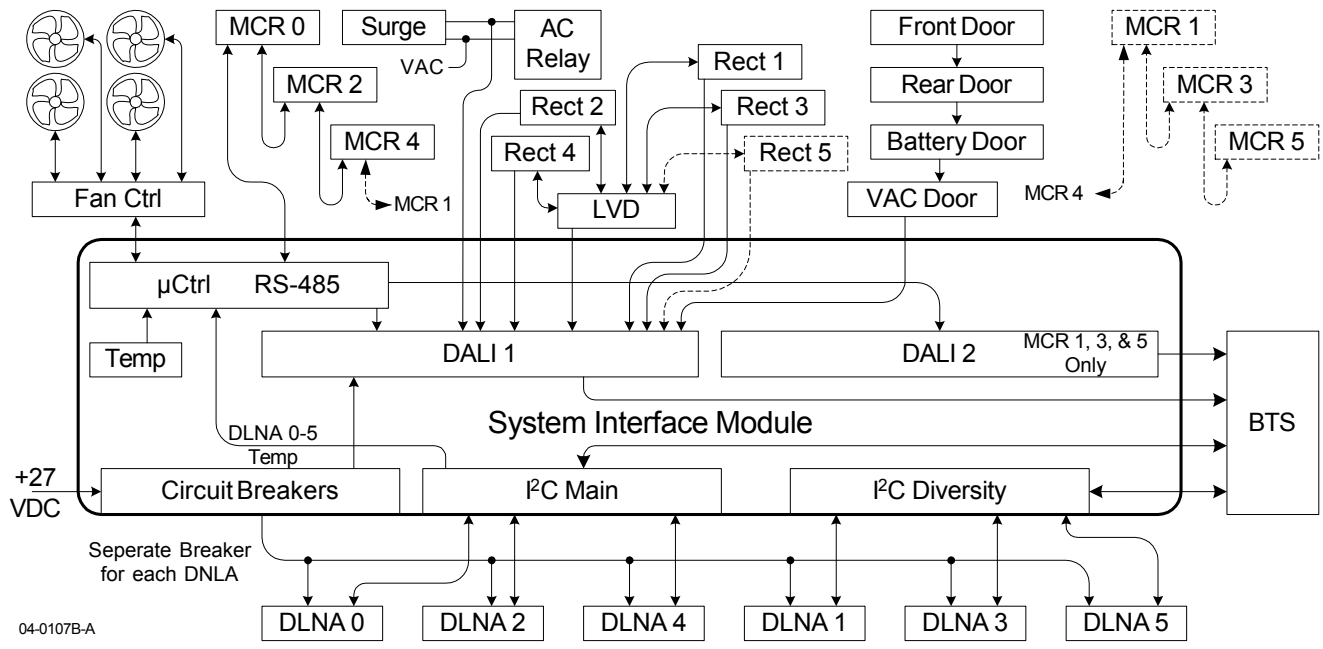 MCR 0
Surge
AC
Relay
VAC
Front Door
MCR 1
Rect 1
MCR 2
Rect 2
Rect 3
Rear Door
MCR 3
MCR 4
Rect 4
Rect 5
Battery Door
MCR 5
Fan Ctrl
MCR 1
LVD
VAC Door
MCR 4
µCtrl RS-485
Temp
DALI 1
DALI 2
MCR 1, 3, & 5
Only
System Interface Module
BTS
DLNA 0-5
Temp
+27
VDC
Circuit Breakers
I²C Main
I²C Diversity
Seperate Breaker
for each DNLA
DLNA 0
DLNA 2
DLNA 4
DLNA 1
DLNA 3
DLNA 5
04-0107B-A